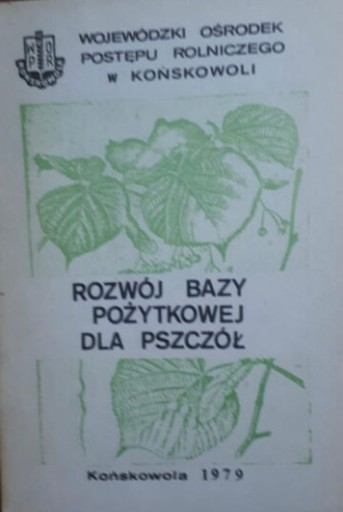 WOJEWÓDZKI OŚRODEK
POSTĘPU ROLNICZEGO
W KOŃSKOWOLI
ROZWÓJ BAZY
POŻYTKOWEJ
DLA PSZCZÓŁ
Końskowola 1979